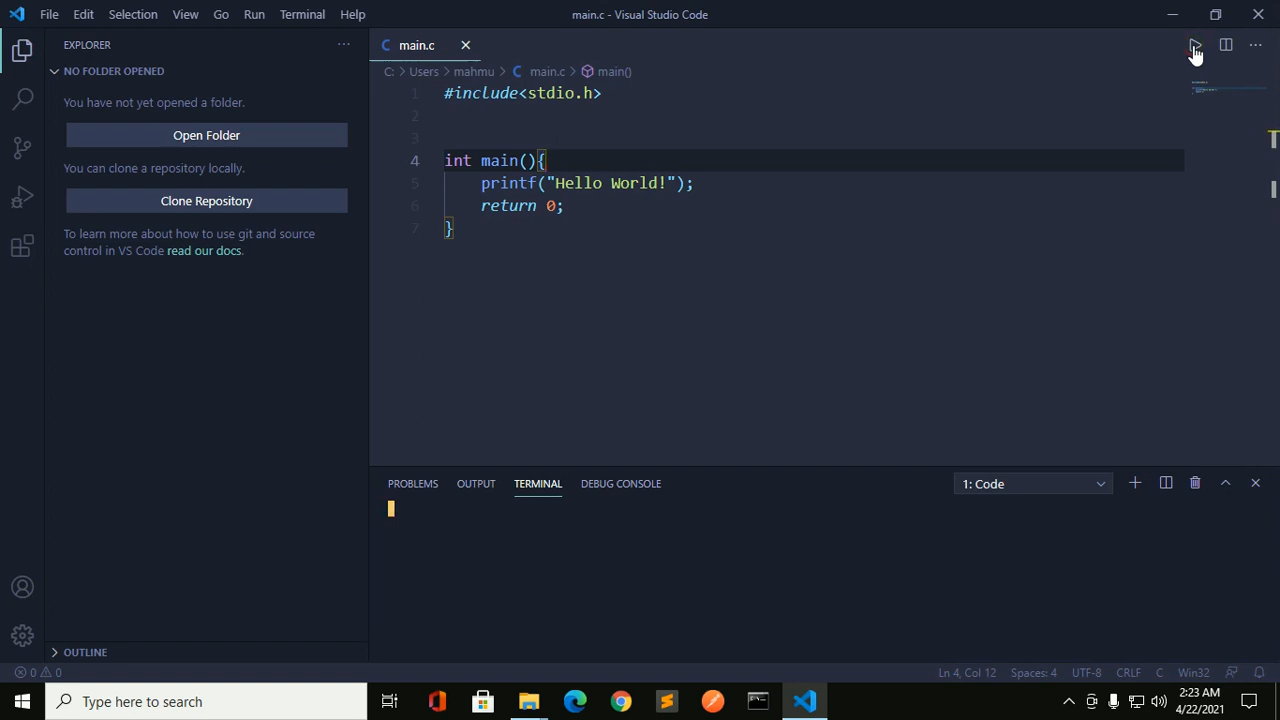 File Edit Selection View Go Run Terminal Help
main.c - Visual Studio Code
EXPLORER
NO FOLDER OPENED
You have not yet opened a folder.
Open Folder
You can clone a repository locally.
Clone Repository
To learn more about how to use git and source
control in VS Code read our docs.
OUTLINE
C main.c
C: > Users > mahmu > C main.c > main()
1 #include<stdio.h>
2
3
4 int main(){
5 printf("Hello World!");
6 return 0;
7 }
PROBLEMS OUTPUT TERMINAL DEBUG CONSOLE
1: Code
0 0
Ln 4, Col 12 Spaces: 4 UTF-8 CRLF C Win32
Type here to search
2:23 AM
4/22/2021